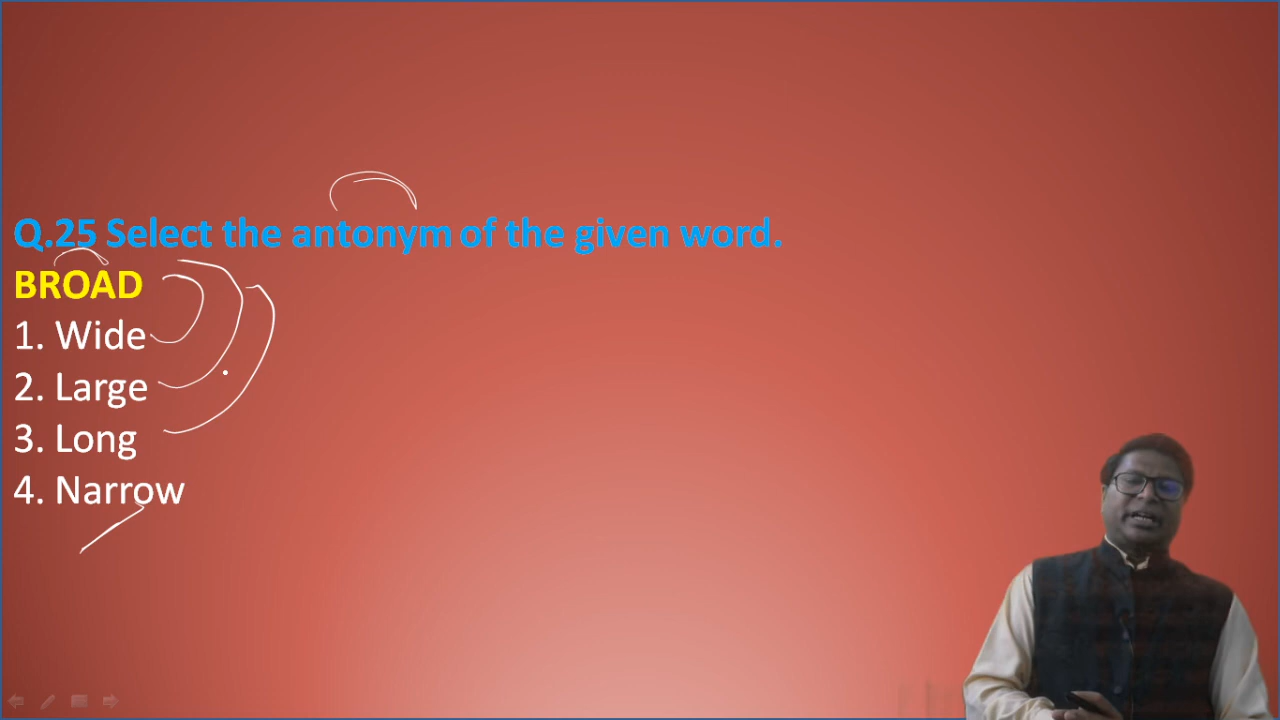 Q.25 Select the antonym of the given word.
BROAD
1. Wide
2. Large
3. Long
4. Narrow